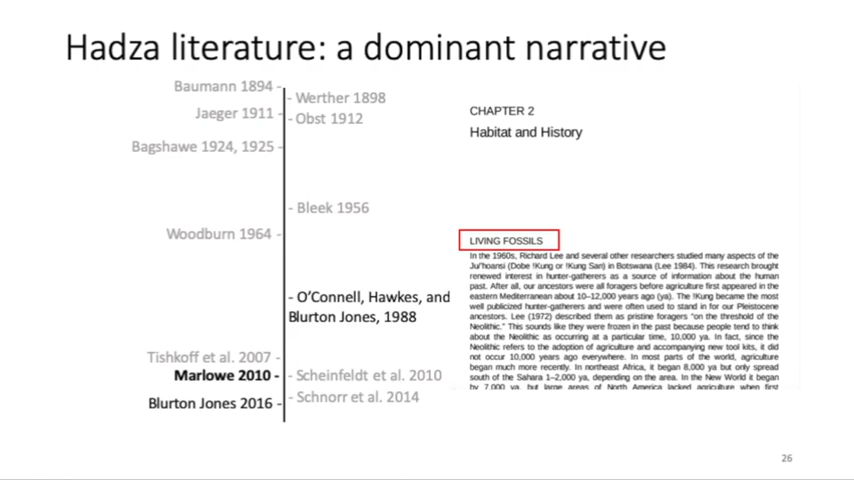 Hadza literature: a dominant narrative
Baumann 1894 -
- Werther 1898
Jaeger 1911 -
- Obst 1912
Bagshawe 1924, 1925 -
- Bleek 1956
Woodburn 1964 -
- O'Connell, Hawkes, and
Blurton Jones, 1988
Tishkoff et al. 2007 -
Marlowe 2010 -
- Scheinfeldt et al. 2010
- Schnorr et al. 2014
Blurton Jones 2016 -
CHAPTER 2
Habitat and History
LIVING FOSSILS
In the 1960s, Richard Lee and several other researchers studied many aspects of the
Ju/'hoansi (Dobe !Kung or !Kung San) in Botswana (Lee 1984). This research brought
renewed interest in hunter-gatherers as a source of information about the human
past. After all, our ancestors were all foragers before agriculture first appeared in the
eastern Mediterranean about 10–12,000 years ago (ya). The !Kung became the most
well publicized hunter-gatherers and were often used to stand in for our Pleistocene
ancestors. Lee (1972) described them as pristine foragers "on the threshold of the
Neolithic." This sounds like they were frozen in the past because people tend to think
about the Neolithic as occurring at a particular time, 10,000 ya. In fact, since the
Neolithic refers to the adoption of agriculture and accompanying new tool kits, it did
not occur 10,000 years ago everywhere. In most parts of the world, agriculture
began much more recently. In northeast Africa, it began 8,000 ya but only spread
south of the Sahara 1–2,000 ya, depending on the area. In the New World it began
by 7,000 ya, but large areas of North America lacked agriculture when first
26